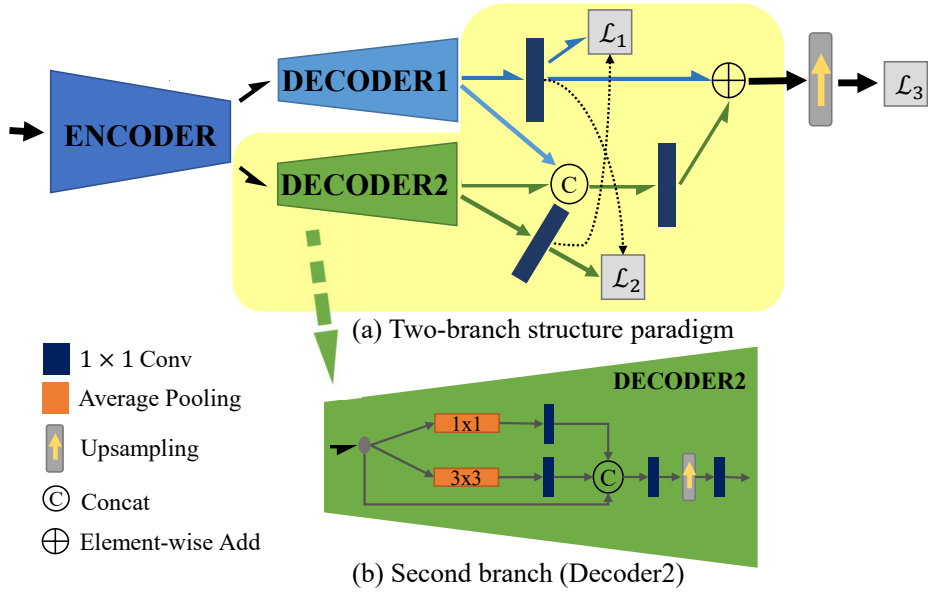 ENCODER
DECODER1
DECODER2
ℒ₁
C
ℒ₂
ℒ₃
(a) Two-branch structure paradigm
1 × 1 Conv
Average Pooling
Upsampling
C Concat
Element-wise Add
DECODER2
1x1
3x3
C
(b) Second branch (Decoder2)